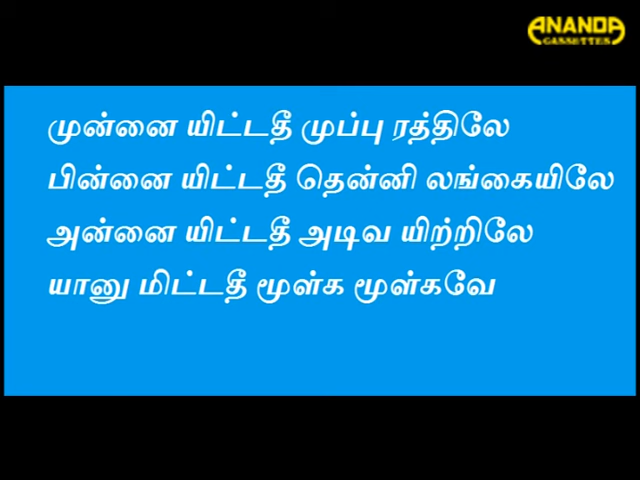 ANANDA
CASSETTES
முன்னை யிட்டதீ முப்பு ரத்திலே
பின்னை யிட்டதீ தென்னி லங்கையிலே
அன்னை யிட்டதீ அடிவ யிற்றிலே
யானு மிட்டதீ மூள்க மூள்கவே